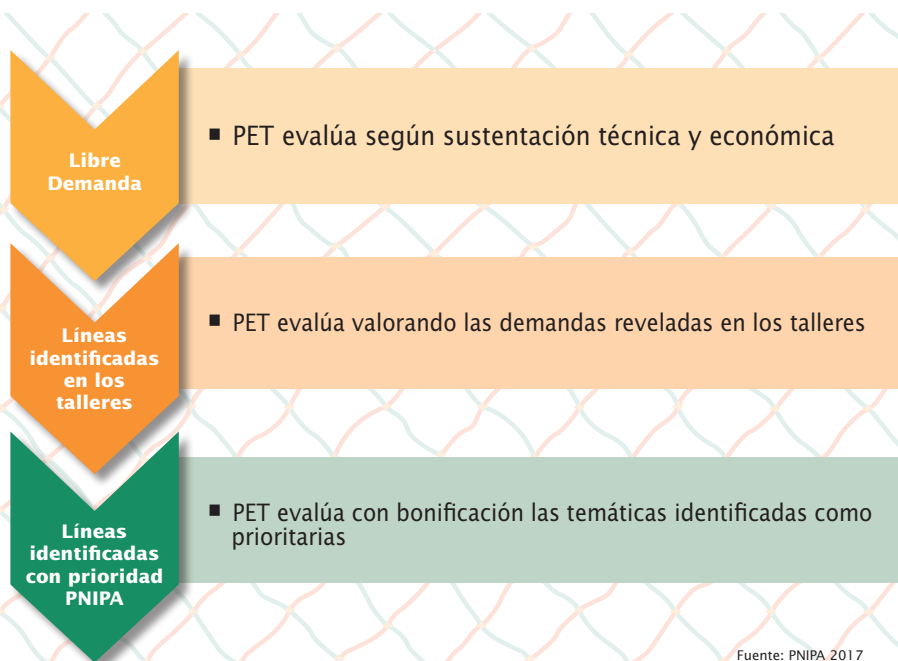 Libre
Demanda
▪ PET evalúa según sustentación técnica y económica
Líneas
identificadas
en los
talleres
▪ PET evalúa valorando las demandas reveladas en los talleres
Líneas
identificadas
con prioridad
PNIPA
▪ PET evalúa con bonificación las temáticas identificadas como
prioritarias
Fuente: PNIPA 2017